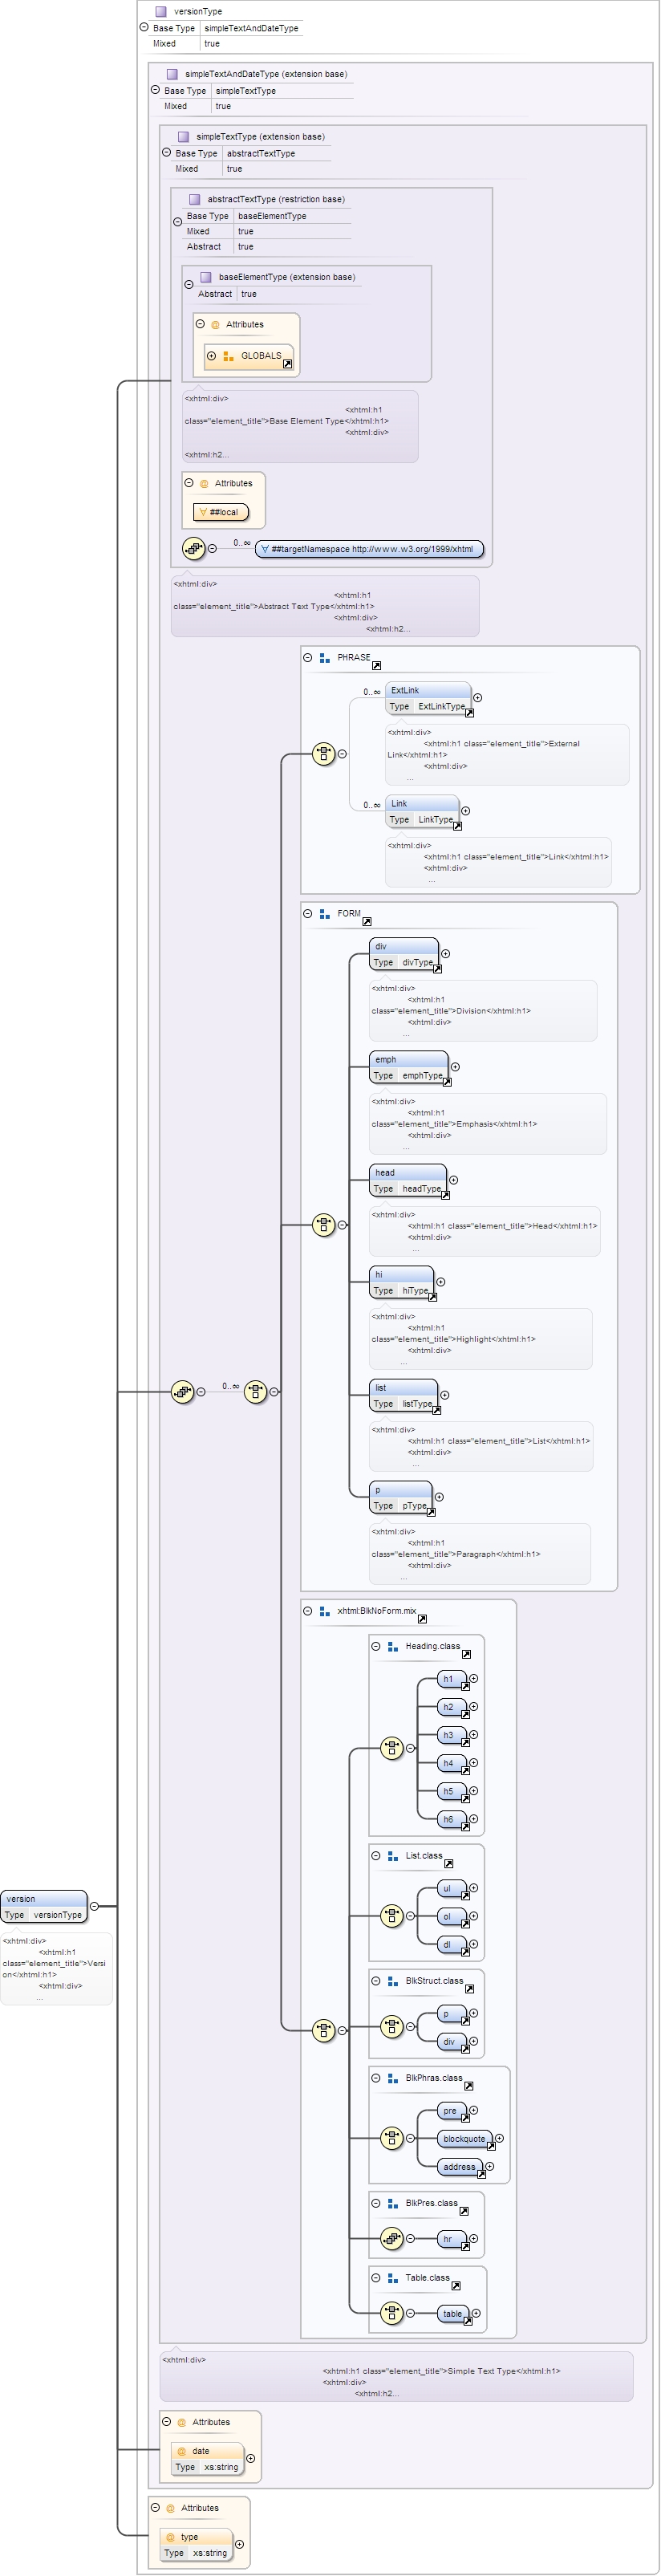 versionType
Base Type simpleTextAndDateType
Mixed true
simpleTextAndDateType (extension base)
Base Type simpleTextType
Mixed true
simpleTextType (extension base)
Base Type abstractTextType
Mixed true
abstractTextType (restriction base)
Base Type baseElementType
Mixed true
Abstract true
baseElementType (extension base)
Abstract true
@ Attributes
GLOBALS
<xhtml:div>
<xhtml:h1
class="element_title">Base Element Type</xhtml:h1>
<xhtml:div>
<xhtml:h2...
@ Attributes
##local
0..∞
##targetNamespace http://www.w3.org/1999/xhtml
<xhtml:div>
<xhtml:h1
class="element_title">Abstract Text Type</xhtml:h1>
<xhtml:div>
<xhtml:h2...
PHRASE
0..∞
ExtLink
Type ExtLinkType
<xhtml:div>
<xhtml:h1 class="element_title">External
Link</xhtml:h1>
<xhtml:div>
...
0..∞
Link
Type LinkType
<xhtml:div>
<xhtml:h1 class="element_title">Link</xhtml:h1>
<xhtml:div>
...
FORM
div
Type divType
<xhtml:div>
<xhtml:h1
class="element_title">Division</xhtml:h1>
<xhtml:div>
...
emph
Type emphType
<xhtml:div>
<xhtml:h1
class="element_title">Emphasis</xhtml:h1>
<xhtml:div>
...
head
Type headType
<xhtml:div>
<xhtml:h1 class="element_title">Head</xhtml:h1>
<xhtml:div>
...
hi
Type hiType
<xhtml:div>
<xhtml:h1
class="element_title">Highlight</xhtml:h1>
<xhtml:div>
...
0..∞
list
Type listType
<xhtml:div>
<xhtml:h1 class="element_title">List</xhtml:h1>
<xhtml:div>
...
p
Type pType
<xhtml:div>
<xhtml:h1
class="element_title">Paragraph</xhtml:h1>
<xhtml:div>
...
xhtml:BlkNoForm.mix
Heading.class
h1
h2
h3
h4
h5
h6
List.class
ul
ol
dl
version
Type versionType
<xhtml:div>
<xhtml:h1
class="element_title">Versi
on</xhtml:h1>
<xhtml:div>
...
BlkStruct.class
p
div
BlkPhras.class
pre
blockquote
address
BlkPres.class
hr
Table.class
table
<xhtml:div>
<xhtml:h1 class="element_title">Simple Text Type</xhtml:h1>
<xhtml:div>
<xhtml:h2...
@ Attributes
@ date
Type xs:string
@ Attributes
@ type
Type xs:string